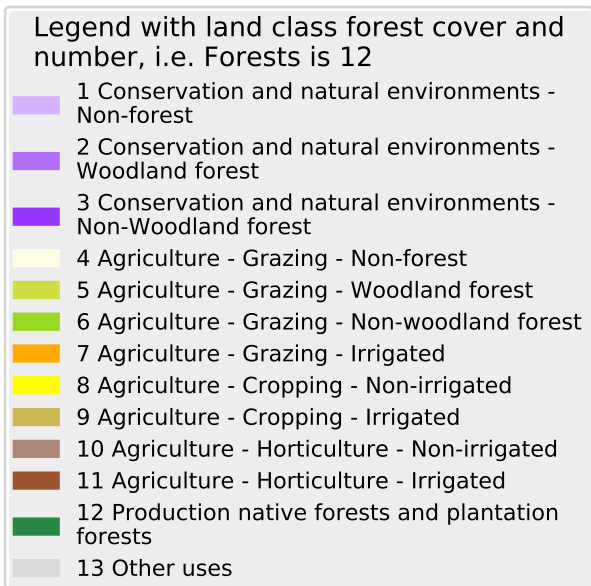 Legend with land class forest cover and
number, i.e. Forests is 12
1 Conservation and natural environments -
Non-forest
2 Conservation and natural environments -
Woodland forest
3 Conservation and natural environments -
Non-Woodland forest
4 Agriculture - Grazing - Non-forest
5 Agriculture - Grazing - Woodland forest
6 Agriculture - Grazing - Non-woodland forest
7 Agriculture - Grazing - Irrigated
8 Agriculture - Cropping - Non-irrigated
9 Agriculture - Cropping - Irrigated
10 Agriculture - Horticulture - Non-irrigated
11 Agriculture - Horticulture - Irrigated
12 Production native forests and plantation
forests
13 Other uses